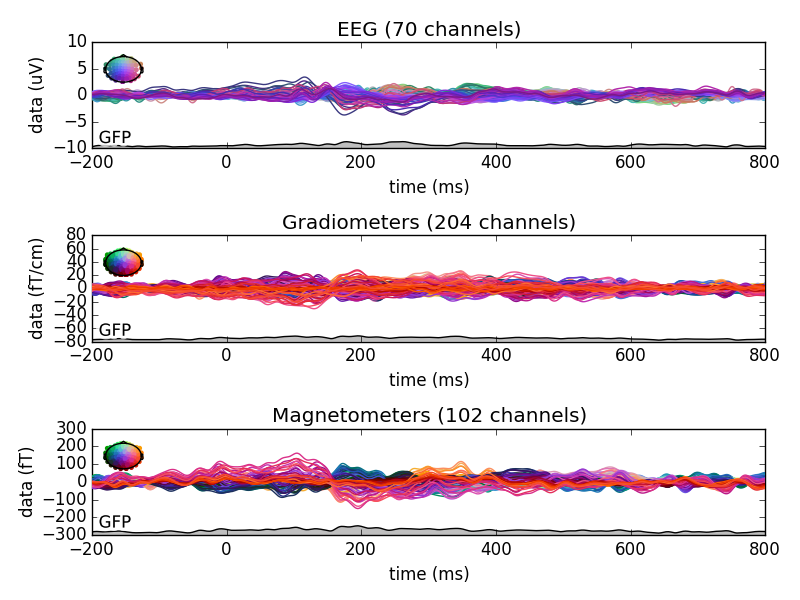 EEG (70 channels)
10
5
0
−5
−10
data (uV)
GFP
−200 0 200 400 600 800
time (ms)
Gradiometers (204 channels)
80
60
40
20
0
−20
−40
−60
−80
data (fT/cm)
GFP
−200 0 200 400 600 800
time (ms)
Magnetometers (102 channels)
300
200
100
0
−100
−200
−300
data (fT)
GFP
−200 0 200 400 600 800
time (ms)